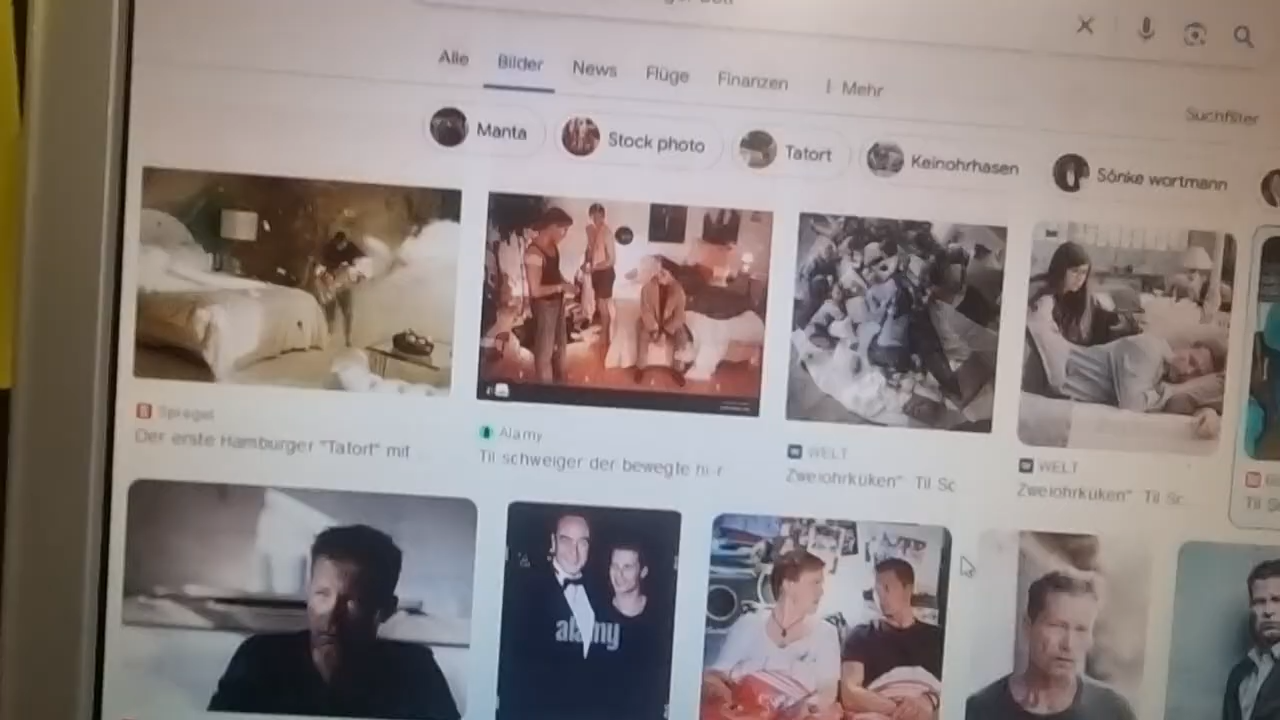 Alle Bilder News Flüge Finanzen Mehr
Suchfilter
Manta Stock photo Tatort Keinohrhasen Sönke wortmann
Spiegel
Der erste Hamburger "Tatort" mit
Alamy
Til schweiger der bewegte
WELT
Zweiohrküken" Til Sc
WELT
Zweiohrküken" Til Sc
Til S
alamy